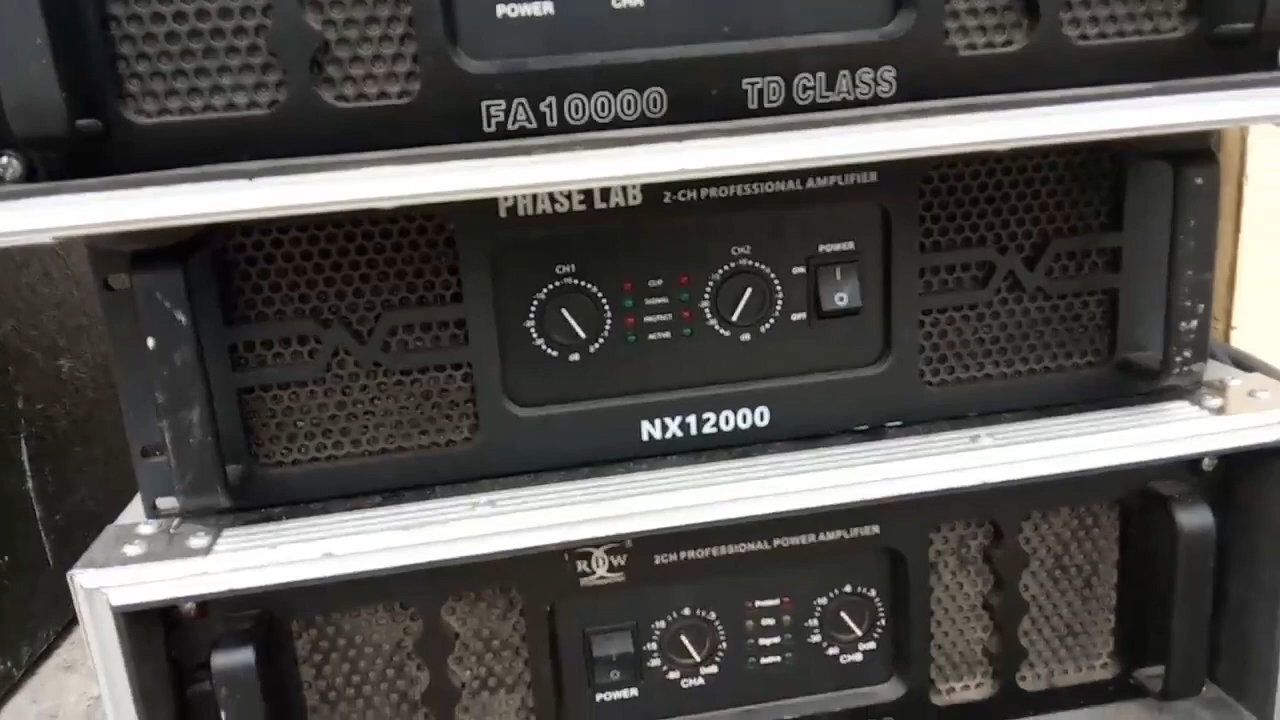 POWER CHA
FA10000 TD CLASS
PHASE LAB 2-CH PROFESSIONAL AMPLIFIER
CH1 CH2 POWER
CLIP ON
SIGNAL
PROTECT OFF
ACTIVE
dB dB
NX12000
RDW 2CH PROFESSIONAL POWER AMPLIFIER
Protect
Clip
Signal
Active
POWER CHA CHB